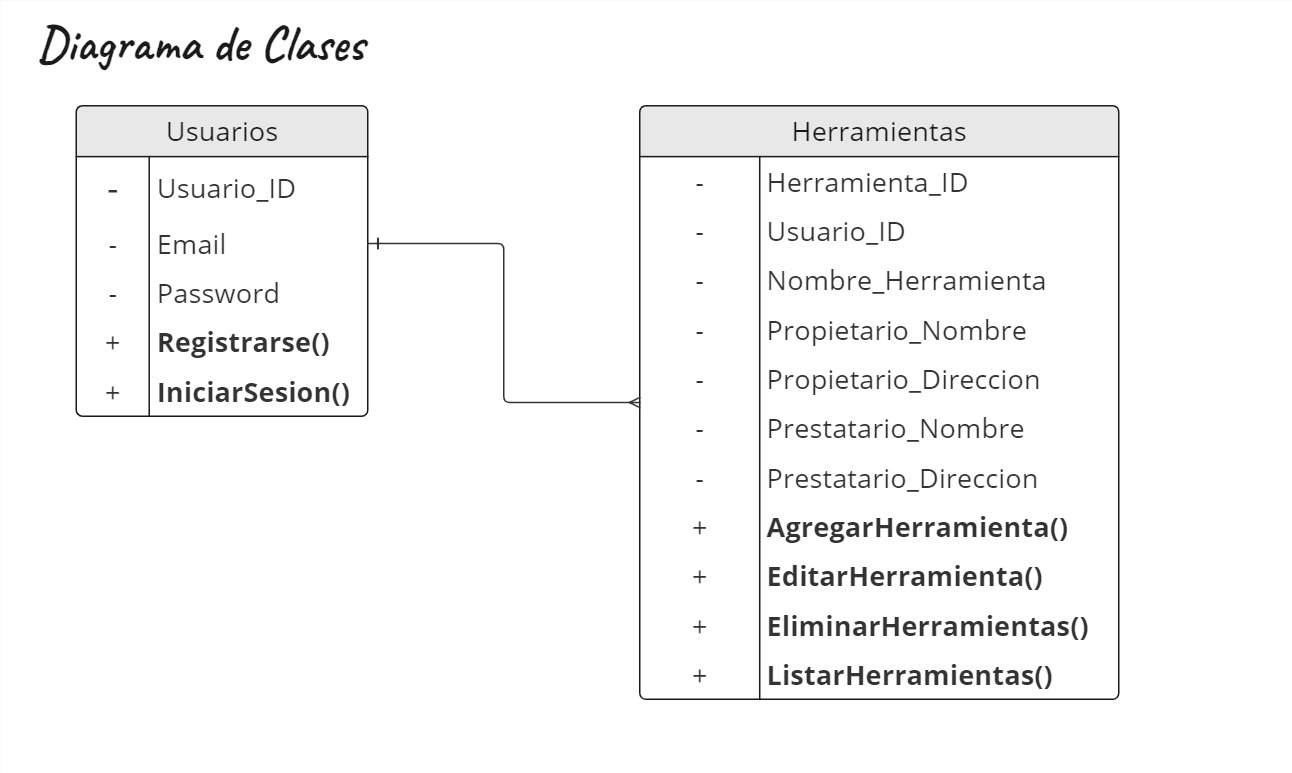 Diagrama de Clases
Usuarios
- Usuario_ID
- Email
- Password
+ Registrarse()
+ IniciarSesion()
Herramientas
- Herramienta_ID
- Usuario_ID
- Nombre_Herramienta
- Propietario_Nombre
- Propietario_Direccion
- Prestatario_Nombre
- Prestatario_Direccion
+ AgregarHerramienta()
+ EditarHerramienta()
+ EliminarHerramientas()
+ ListarHerramientas()